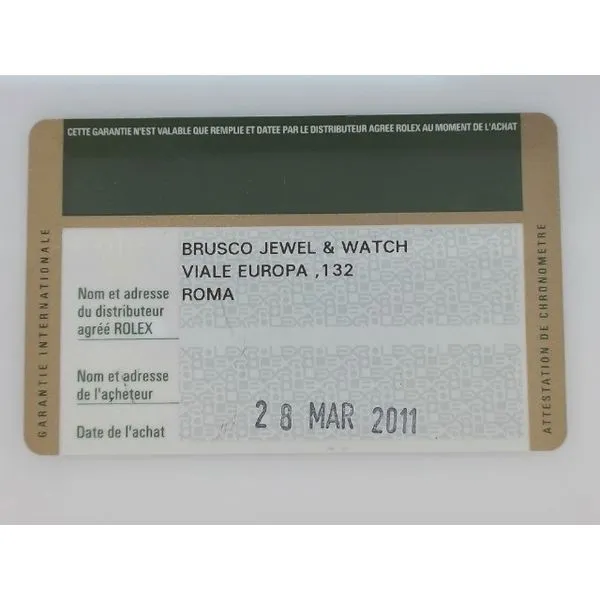 CETTE GARANTIE N'EST VALABLE QUE REMPLIE ET DATEE PAR LE DISTRIBUTEUR AGREE ROLEX AU MOMENT DE L'ACHAT
GARANTIE INTERNATIONALE
BRUSCO JEWEL & WATCH
VIALE EUROPA ,132
ROMA
Nom et adresse
du distributeur
agréé ROLEX
Nom et adresse
de l'acheteur
Date de l'achat
28 MAR 2011
ATTESTATION DE CHRONOMETRE